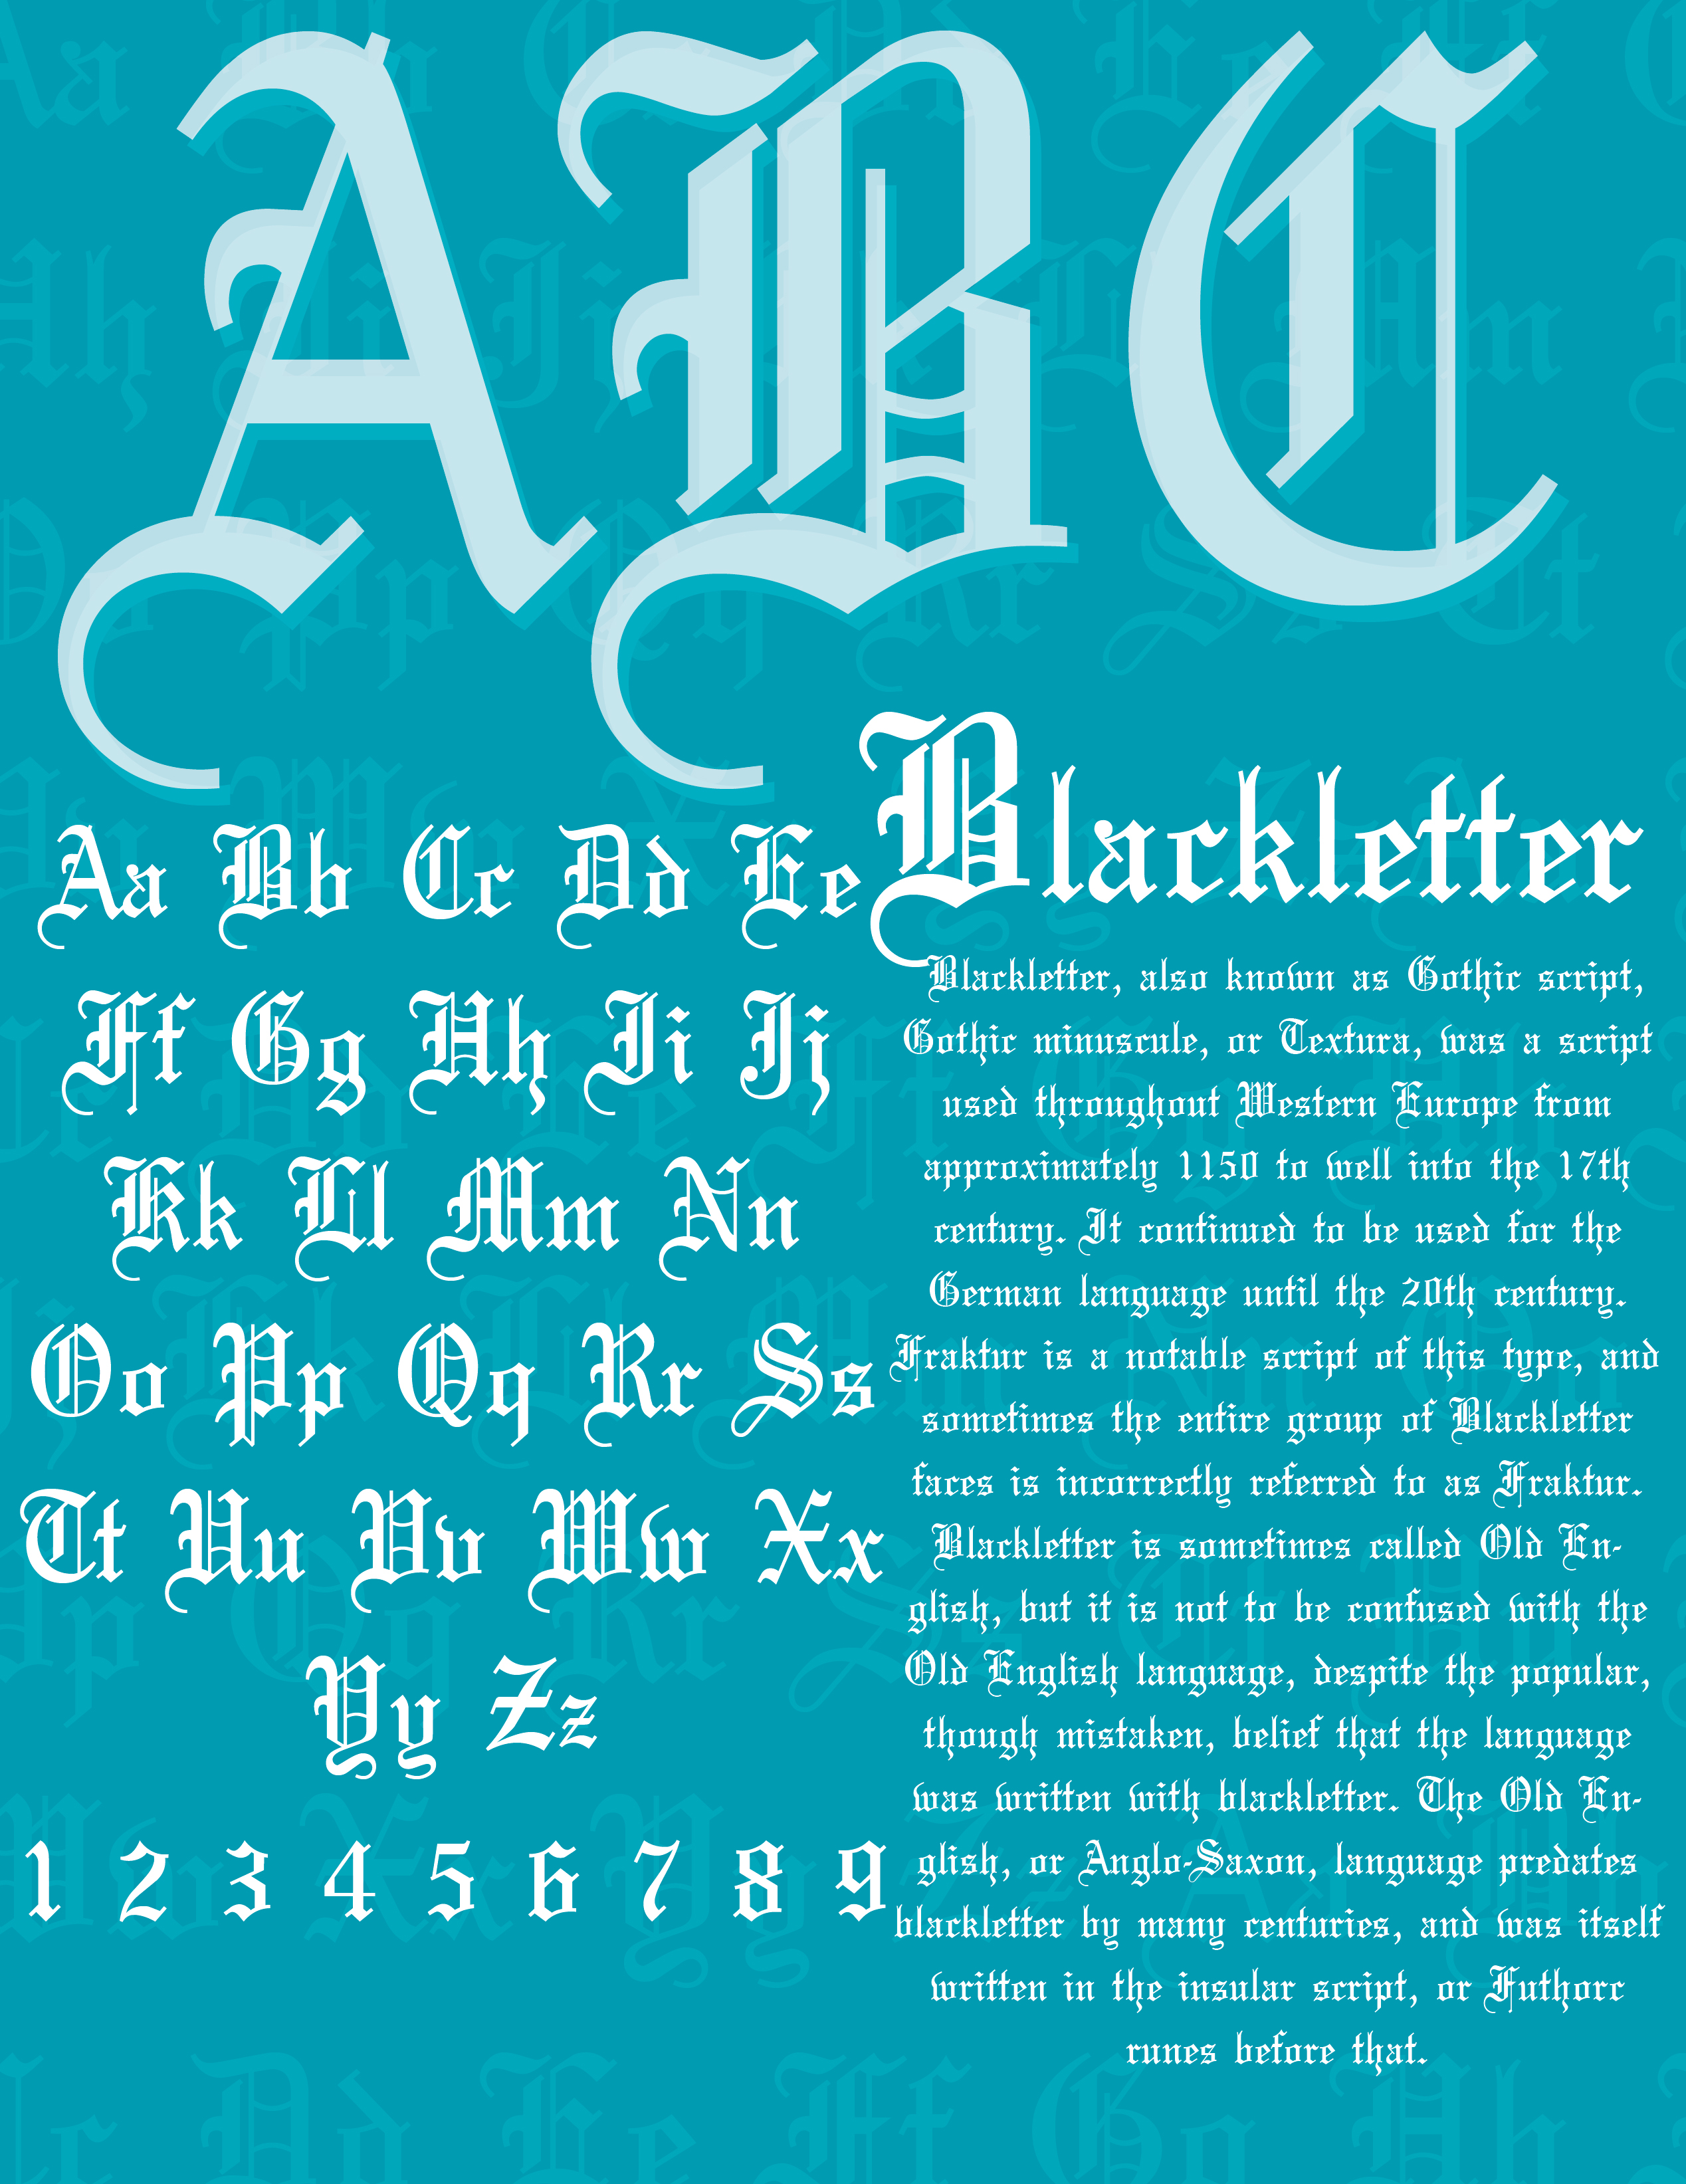 ABC
Aa Bb Cc Dd Ee
Ff Gg Hh Ii Jj
Kk Ll Mm Nn
Oo Pp Qq Rr Ss
Tt Uu Vv Ww Xx
Yy Zz
1 2 3 4 5 6 7 8 9
Blackletter
Blackletter, also known as Gothic script,
Gothic minuscule, or Textura, was a script
used throughout Western Europe from
approximately 1150 to well into the 17th
century. It continued to be used for the
German language until the 20th century.
Fraktur is a notable script of this type, and
sometimes the entire group of Blackletter
faces is incorrectly referred to as Fraktur.
Blackletter is sometimes called Old En-
glish, but it is not to be confused with the
Old English language, despite the popular,
though mistaken, belief that the language
was written with blackletter. The Old En-
glish, or Anglo-Saxon, language predates
blackletter by many centuries, and was itself
written in the insular script, or Futhorc
runes before that.